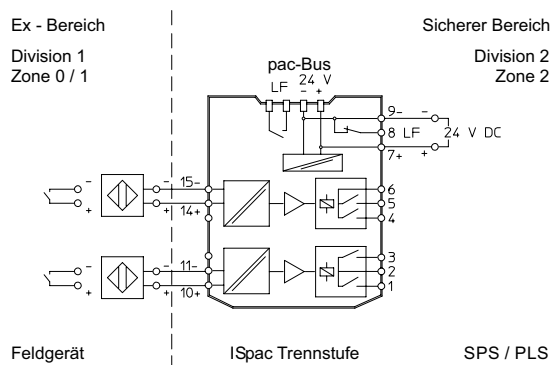 Ex - Bereich
Sicherer Bereich
Division 1
Zone 0 / 1
Division 2
Zone 2
pac-Bus
LF 24 V
- +
9- -
8 LF 24 V DC
7+ +
- - 15-
+ + 14+
6
5
4
- - 11-
+ + 10+
3
2
1
Feldgerät
ISpac Trennstufe
SPS / PLS